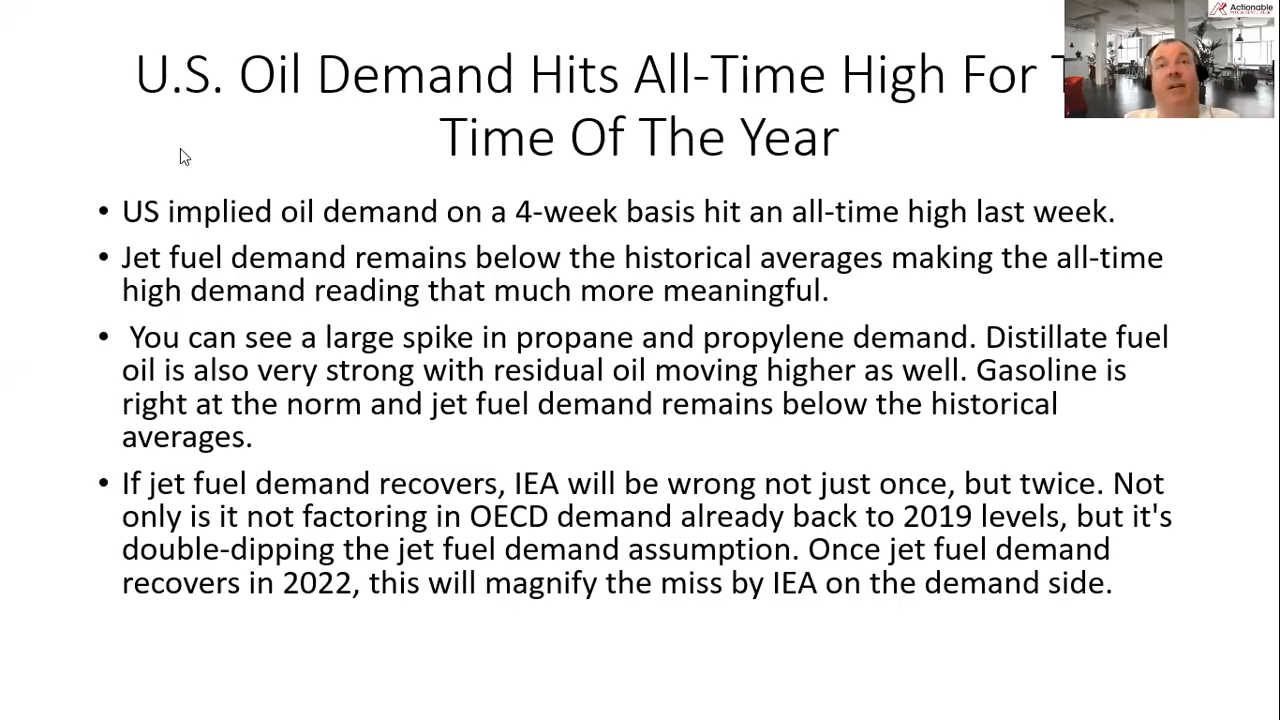 U.S. Oil Demand Hits All-Time High For
Time Of The Year
• US implied oil demand on a 4-week basis hit an all-time high last week.
• Jet fuel demand remains below the historical averages making the all-time
high demand reading that much more meaningful.
• You can see a large spike in propane and propylene demand. Distillate fuel
oil is also very strong with residual oil moving higher as well. Gasoline is
right at the norm and jet fuel demand remains below the historical
averages.
• If jet fuel demand recovers, IEA will be wrong not just once, but twice. Not
only is it not factoring in OECD demand already back to 2019 levels, but it's
double-dipping the jet fuel demand assumption. Once jet fuel demand
recovers in 2022, this will magnify the miss by IEA on the demand side.
Actionable